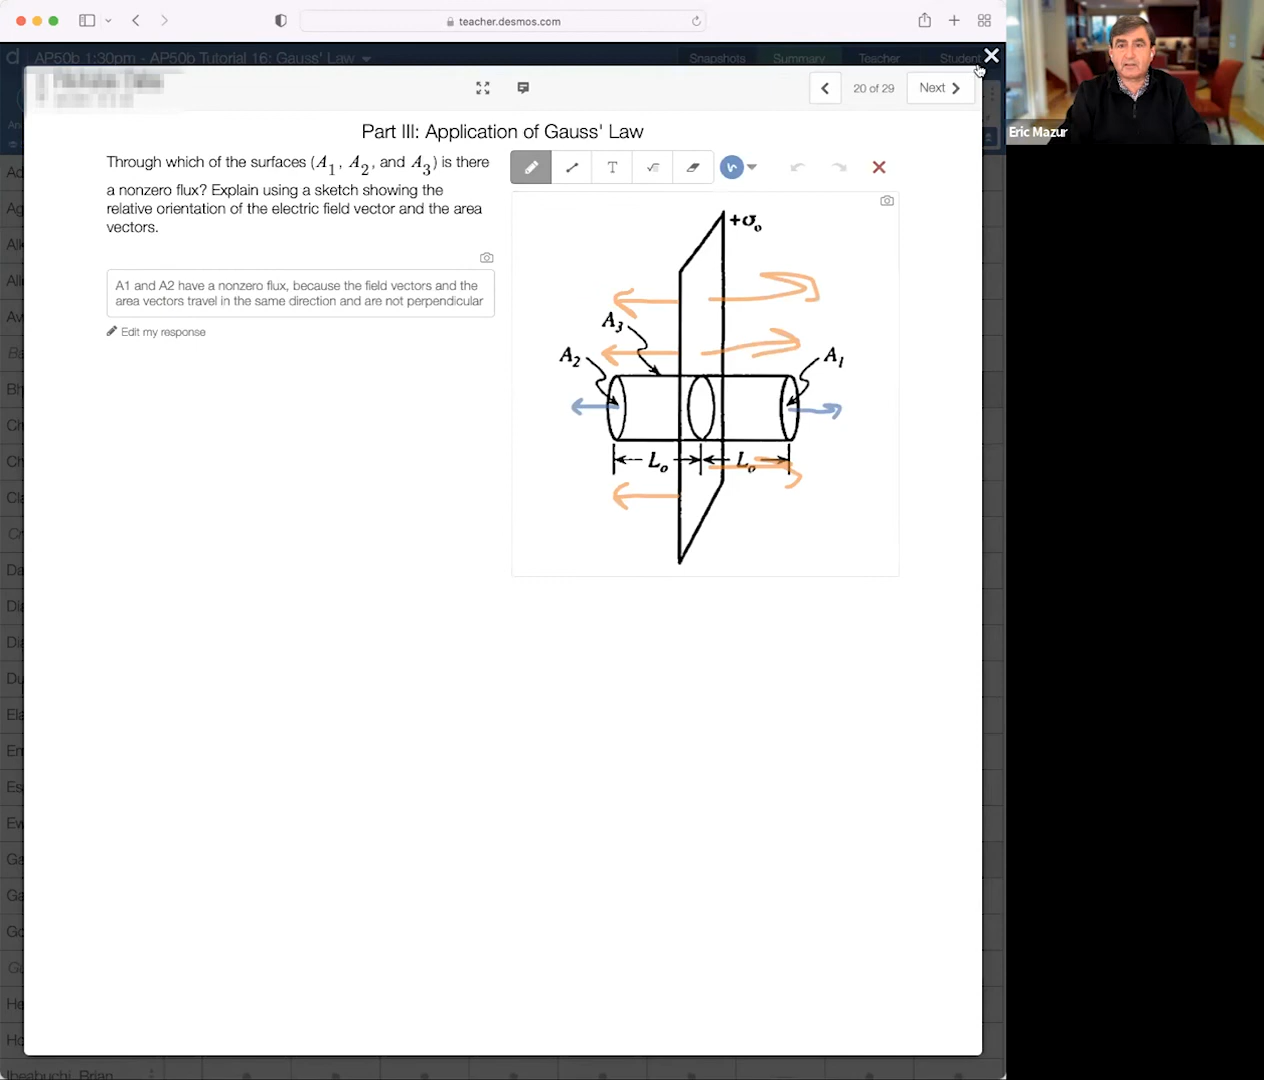 teacher.desmos.com
AP50b 1:30pm - AP50b Tutorial 16: Gauss' Law
Snapshots
Summary
Teacher
Student
20 of 29
Next
Eric Mazur
Part III: Application of Gauss' Law
Through which of the surfaces (A₁, A₂, and A₃) is there
a nonzero flux? Explain using a sketch showing the
relative orientation of the electric field vector and the area
vectors.
A1 and A2 have a nonzero flux, because the field vectors and the
area vectors travel in the same direction and are not perpendicular
Edit my response
T
+σₒ
A₃
A₂
A₁
Lₒ
Lₒ
Ibeabuchi, Brian